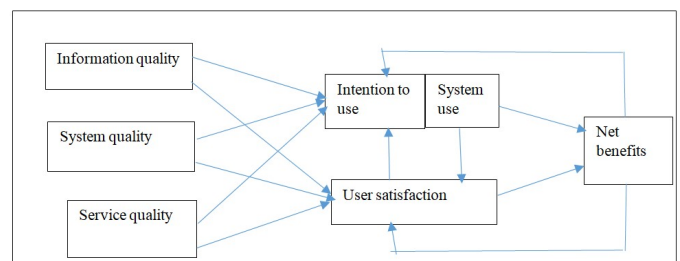 Information quality
Intention to
use
System
use
System quality
Net
benefits
User satisfaction
Service quality